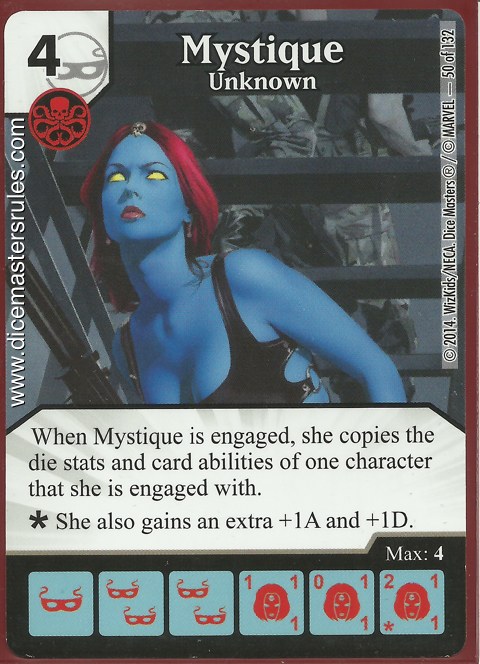 4
Mystique
Unknown
www.dicemastersrules.com
© 2014. WizKids/NECA. Dice Masters ® / © MARVEL — 50 of 132
When Mystique is engaged, she copies the
die stats and card abilities of one character
that she is engaged with.
* She also gains an extra +1A and +1D.
Max: 4
1 1 0 1 2 1
1 1 * 1